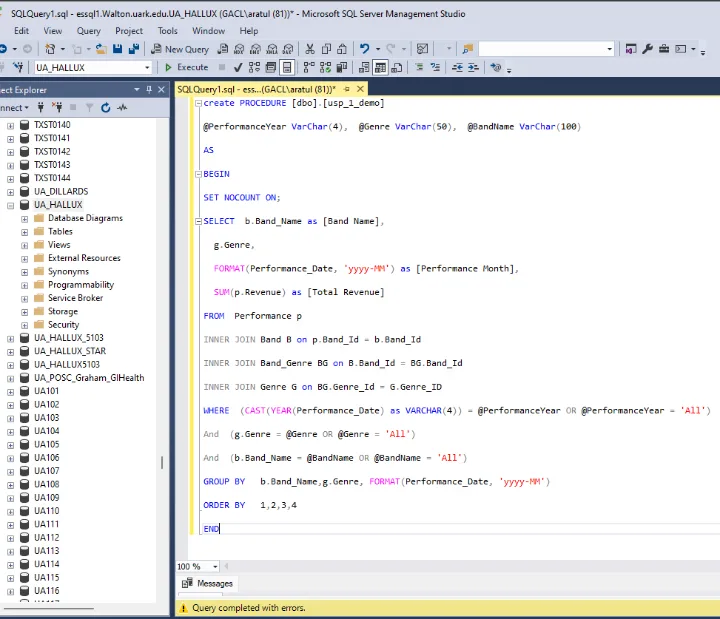 SQLQuery1.sql - essql1.Walton.uark.edu.UA_HALLUX (GACL\aratul (81))* - Microsoft SQL Server Management Studio
Edit View Query Project Tools Window Help
New Query
UA_HALLUX Execute
ect Explorer
nnect
SQLQuery1.sql - ess...(GACL\aratul (81))*
TXST0140
TXST0141
TXST0142
TXST0143
TXST0144
UA_DILLARDS
UA_HALLUX
Database Diagrams
Tables
Views
External Resources
Synonyms
Programmability
Service Broker
Storage
Security
UA_HALLUX_5103
UA_HALLUX_STAR
UA_HALLUX5103
UA_POSC_Graham_GIHealth
UA101
UA102
UA103
UA104
UA105
UA106
UA107
UA108
UA109
UA110
UA111
UA112
UA113
UA114
UA115
UA116
create PROCEDURE [dbo].[usp_1_demo]
@PerformanceYear VarChar(4), @Genre VarChar(50), @BandName VarChar(100)
AS
BEGIN
SET NOCOUNT ON;
SELECT b.Band_Name as [Band Name],
g.Genre,
FORMAT(Performance_Date, 'yyyy-MM') as [Performance Month],
SUM(p.Revenue) as [Total Revenue]
FROM Performance p
INNER JOIN Band B on p.Band_Id = b.Band_Id
INNER JOIN Band_Genre BG on B.Band_Id = BG.Band_Id
INNER JOIN Genre G on BG.Genre_Id = G.Genre_ID
WHERE (CAST(YEAR(Performance_Date) as VARCHAR(4)) = @PerformanceYear OR @PerformanceYear = 'All')
And (g.Genre = @Genre OR @Genre = 'All')
And (b.Band_Name = @BandName OR @BandName = 'All')
GROUP BY b.Band_Name,g.Genre, FORMAT(Performance_Date, 'yyyy-MM')
ORDER BY 1,2,3,4
END
100 %
Messages
Query completed with errors.